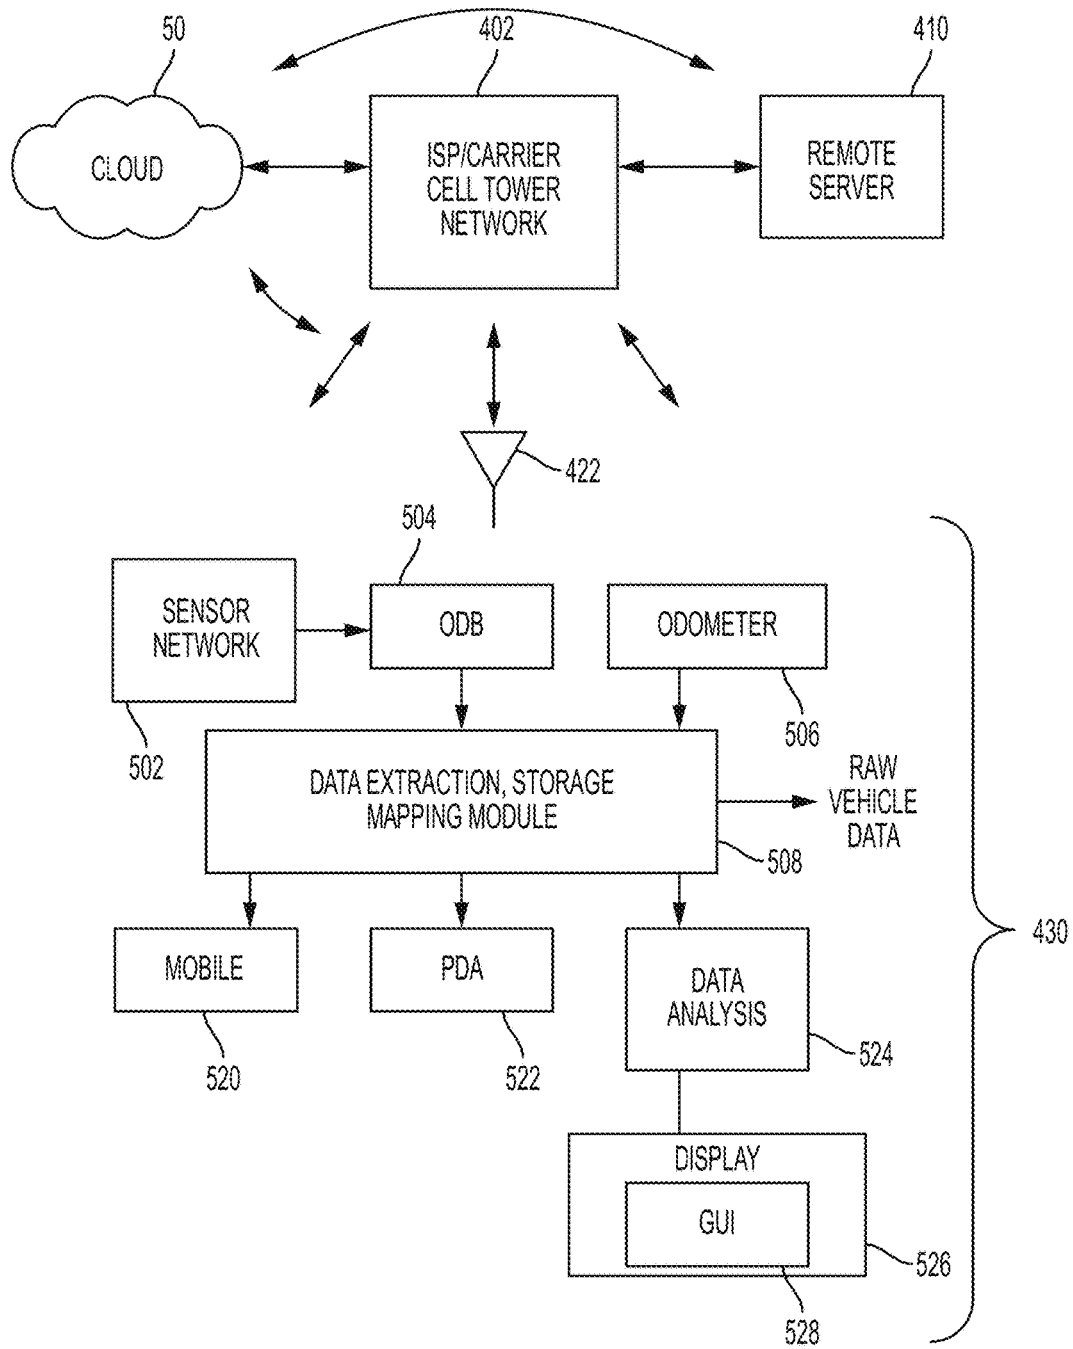 50
402
410
CLOUD
ISP/CARRIER
CELL TOWER
NETWORK
REMOTE
SERVER
422
504
SENSOR
NETWORK
ODB
ODOMETER
502
506
DATA EXTRACTION, STORAGE
MAPPING MODULE
RAW
VEHICLE
DATA
508
430
MOBILE
PDA
DATA
ANALYSIS
520
522
524
DISPLAY
GUI
526
528